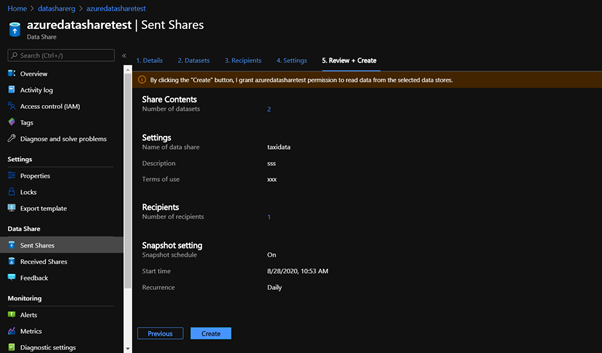 Home > datasharerg > azuredatasharetest
azuredatasharetest | Sent Shares
Data Share
Search (Ctrl+/)
«
Overview
Activity log
Access control (IAM)
Tags
Diagnose and solve problems
Settings
Properties
Locks
Export template
Data Share
Sent Shares
Received Shares
Feedback
Monitoring
Alerts
Metrics
Diagnostic settings
1. Details 2. Datasets 3. Recipients 4. Settings 5. Review + Create
By clicking the "Create" button, I grant azuredatasharetest permission to read data from the selected data stores.
Share Contents
Number of datasets 2
Settings
Name of data share taxidata
Description sss
Terms of use xxx
Recipients
Number of recipients 1
Snapshot setting
Snapshot schedule On
Start time 8/28/2020, 10:53 AM
Recurrence Daily
Previous Create